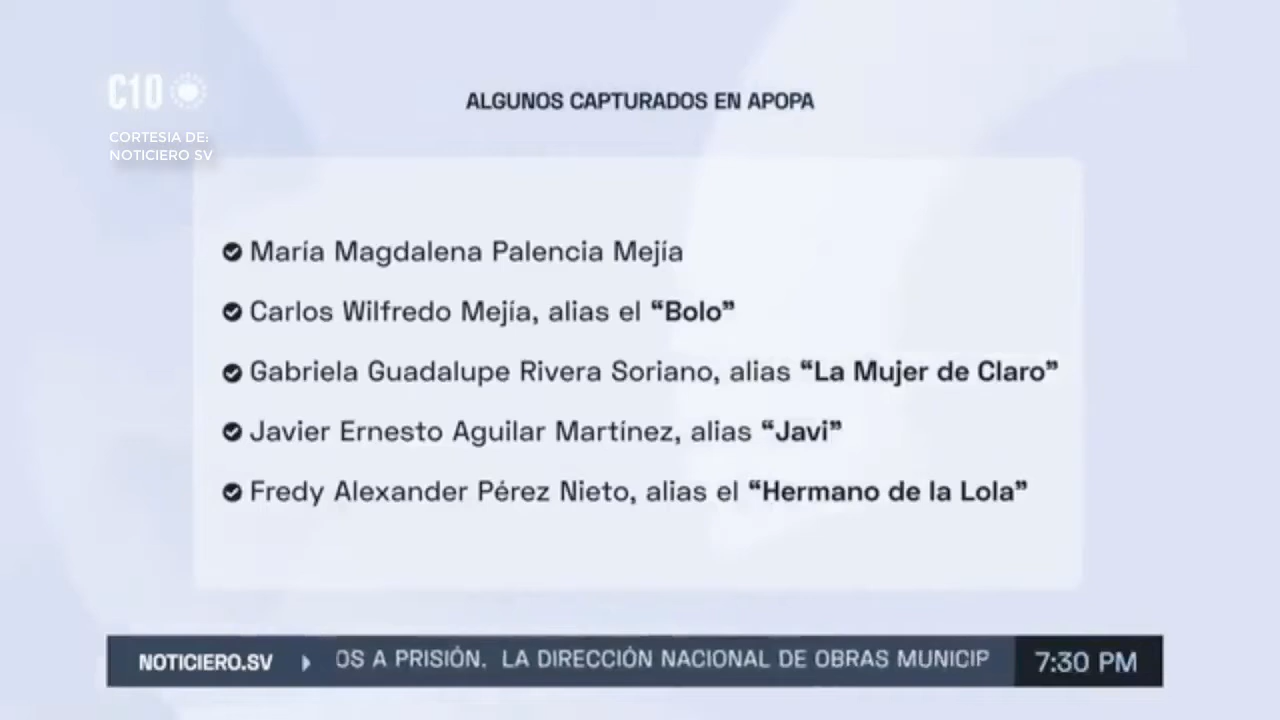 C10
CORTESIA DE:
NOTICIERO SV
ALGUNOS CAPTURADOS EN APOPA
María Magdalena Palencia Mejía
Carlos Wilfredo Mejía, alias el “Bolo”
Gabriela Guadalupe Rivera Soriano, alias “La Mujer de Claro”
Javier Ernesto Aguilar Martínez, alias “Javi”
Fredy Alexander Pérez Nieto, alias el “Hermano de la Lola”
NOTICIERO.SV OS A PRISIÓN. LA DIRECCIÓN NACIONAL DE OBRAS MUNICIP 7:30 PM